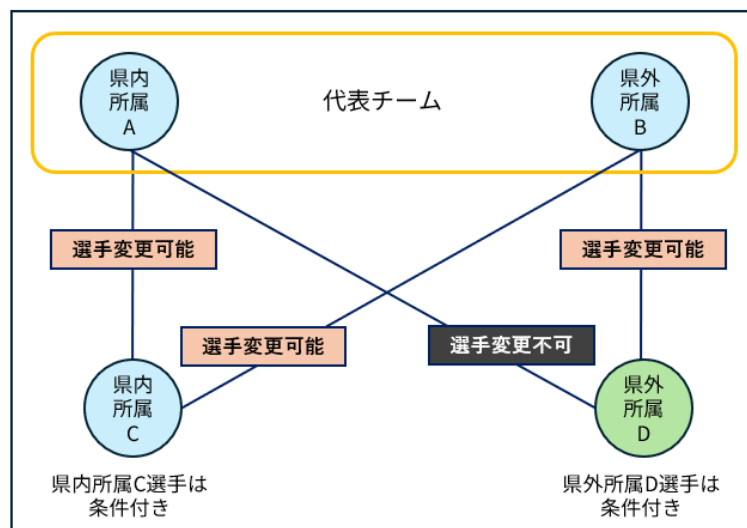 県内
所属
A
代表チーム
県外
所属
B
選手変更可能
選手変更可能
選手変更可能
選手変更不可
県内
所属
C
県外
所属
D
県内所属C選手は
条件付き
県外所属D選手は
条件付き